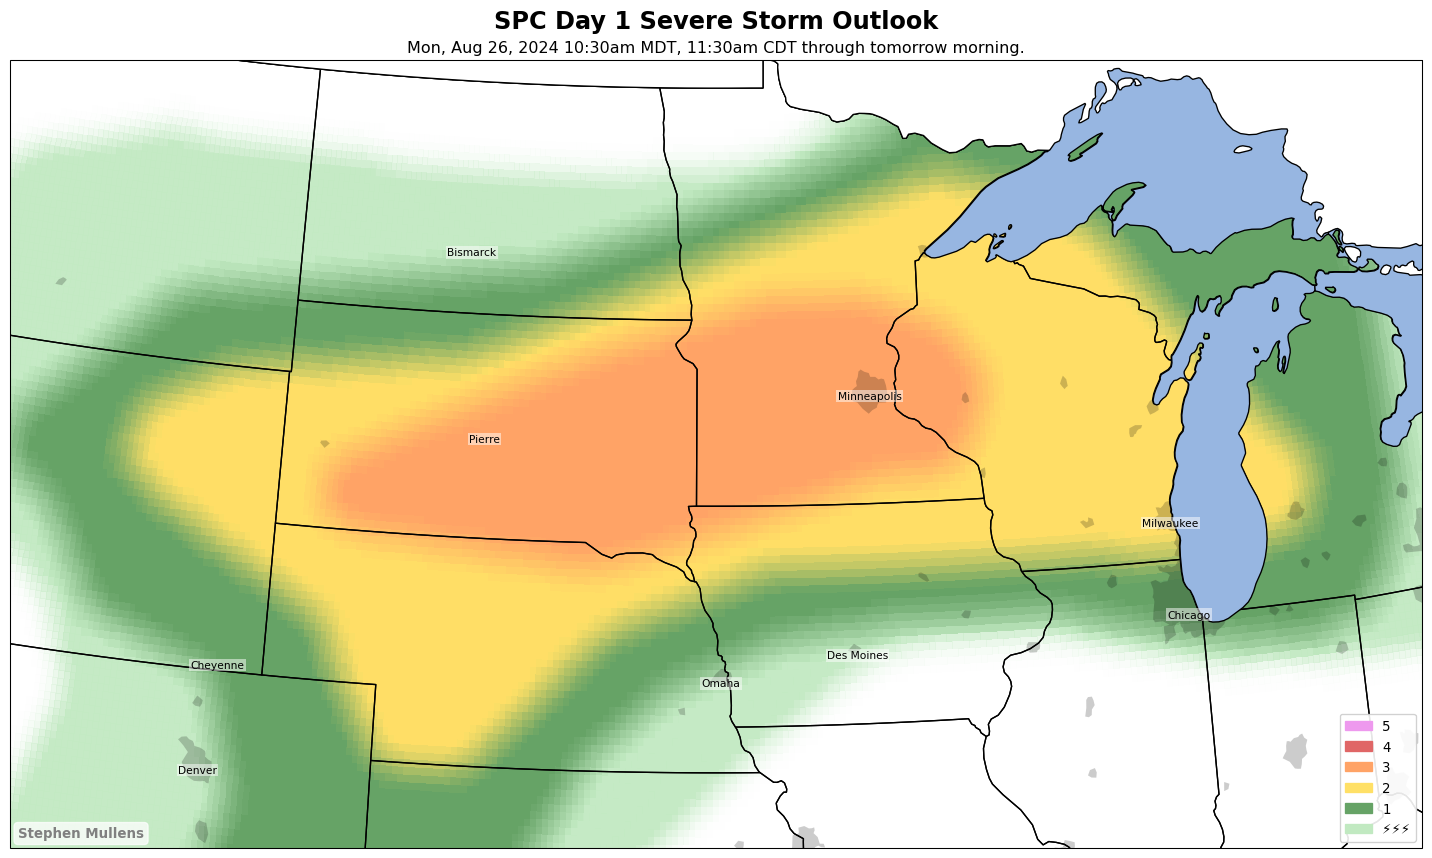 SPC Day 1 Severe Storm Outlook
Mon, Aug 26, 2024 10:30am MDT, 11:30am CDT through tomorrow morning.
Bismarck
Minneapolis
Pierre
Milwaukee
Chicago
Des Moines
Cheyenne
Omaha
Denver
5
4
3
2
1
⚡⚡⚡
Stephen Mullens